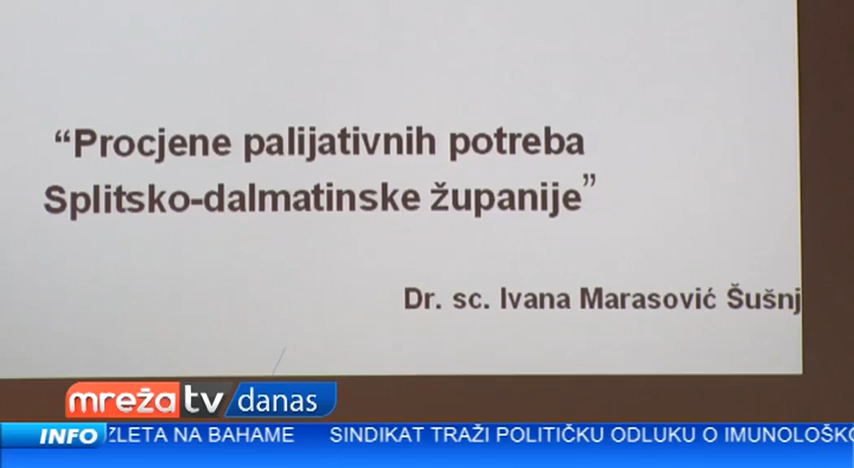 “Procjene palijativnih potreba
Splitsko-dalmatinske županije”
Dr. sc. Ivana Marasović Šušnj
mreža tv danas
INFO ZLETA NA BAHAME SINDIKAT TRAŽI POLITIČKU ODLUKU O IMUNOLOŠKO